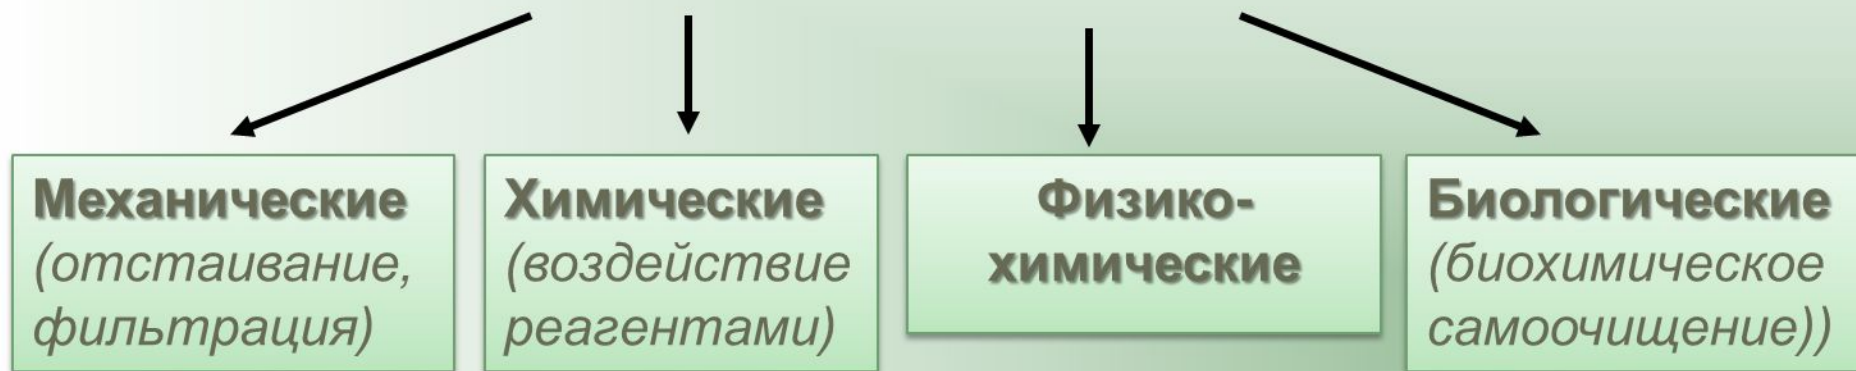 Механические
(отстаивание,
фильтрация)
Химические
(воздействие
реагентами)
Физико-
химические
Биологические
(биохимическое
самоочищение))